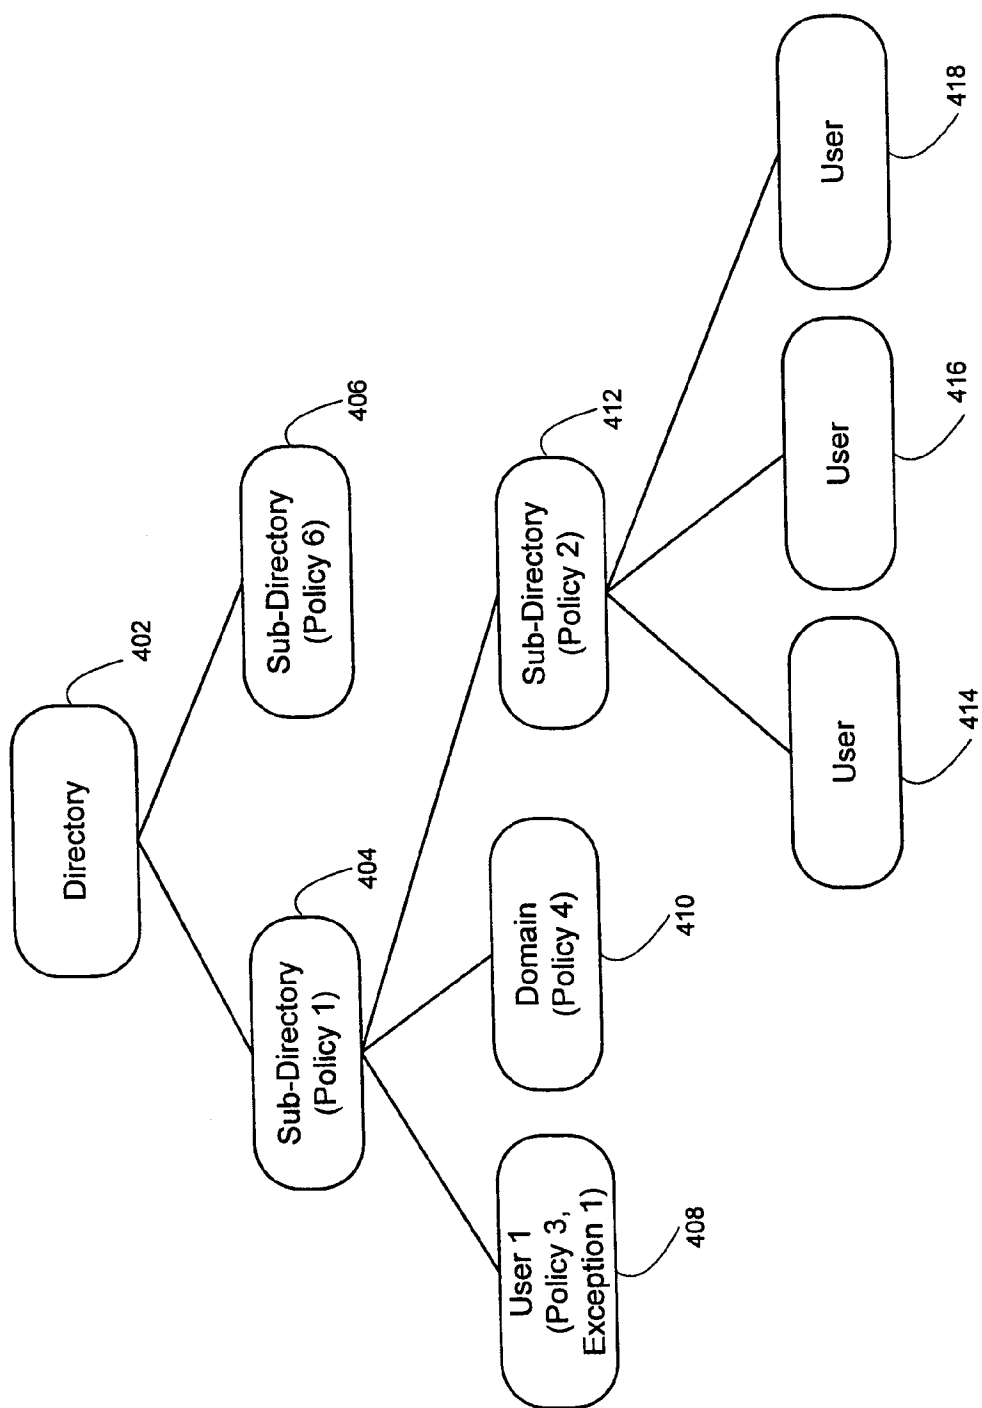 Directory
402
Sub-Directory
(Policy 1)
404
Sub-Directory
(Policy 6)
406
User 1
(Policy 3,
Exception 1)
408
Domain
(Policy 4)
410
Sub-Directory
(Policy 2)
412
User
414
User
416
User
418